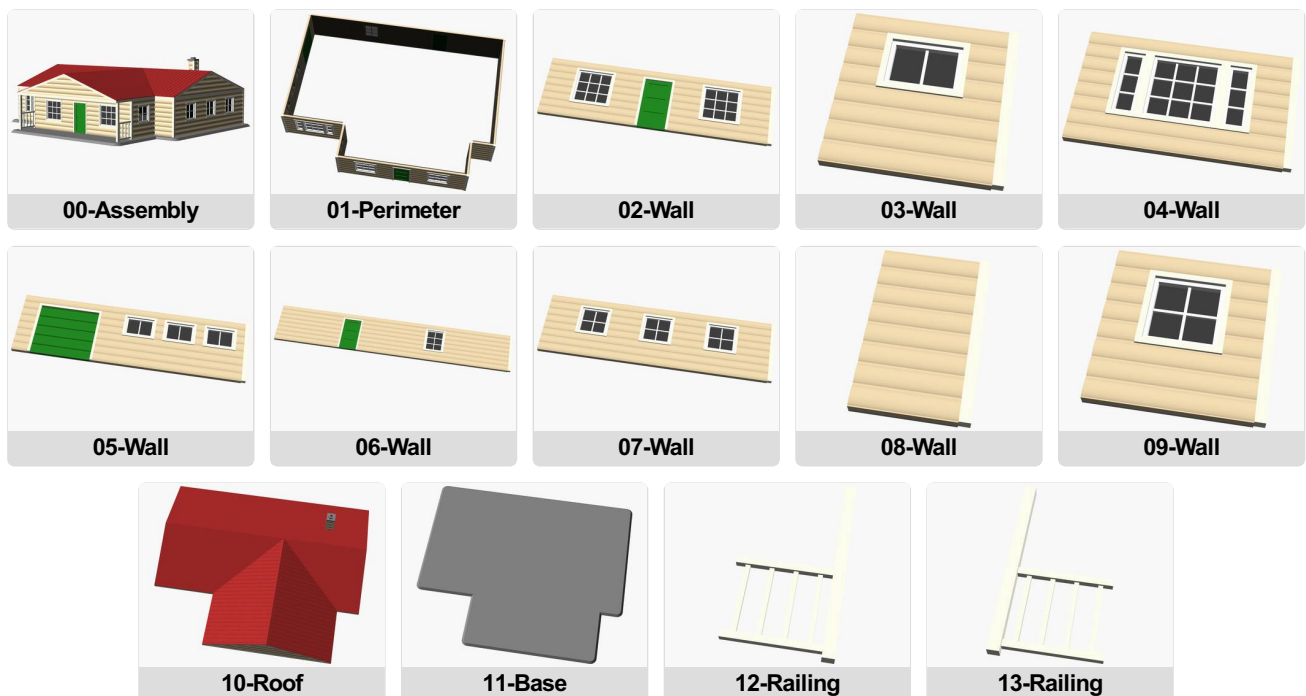 00-Assembly
01-Perimeter
02-Wall
03-Wall
04-Wall
05-Wall
06-Wall
07-Wall
08-Wall
09-Wall
10-Roof
11-Base
12-Railing
13-Railing